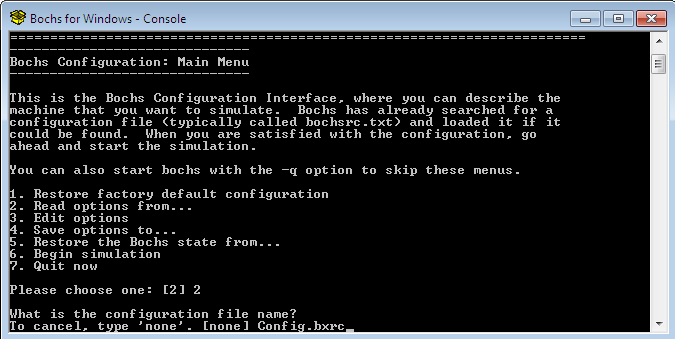 Bochs for Windows - Console
========================================================================
------------------------------
Bochs Configuration: Main Menu
------------------------------
This is the Bochs Configuration Interface, where you can describe the
machine that you want to simulate.  Bochs has already searched for a
configuration file (typically called bochsrc.txt) and loaded it if it
could be found.  When you are satisfied with the configuration, go
ahead and start the simulation.
You can also start bochs with the -q option to skip these menus.
1. Restore factory default configuration
2. Read options from...
3. Edit options
4. Save options to...
5. Restore the Bochs state from...
6. Begin simulation
7. Quit now
Please choose one: [2] 2
What is the configuration file name?
To cancel, type 'none'. [none] Config.bxrc_